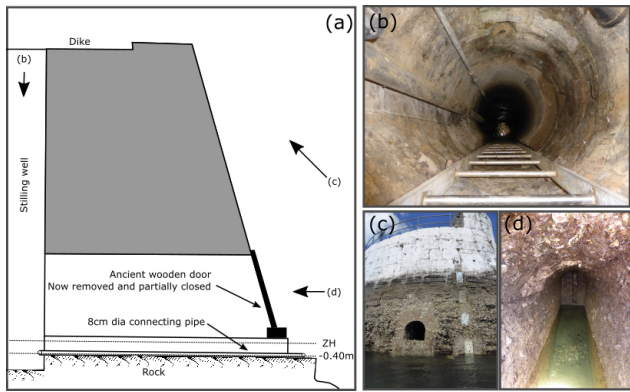 (a)
Dike
(b)
Stilling well
(c)
Ancient wooden door
Now removed and partially closed
(d)
8cm dia connecting pipe
ZH
-0.40m
Rock
(b)
(c)
(d)